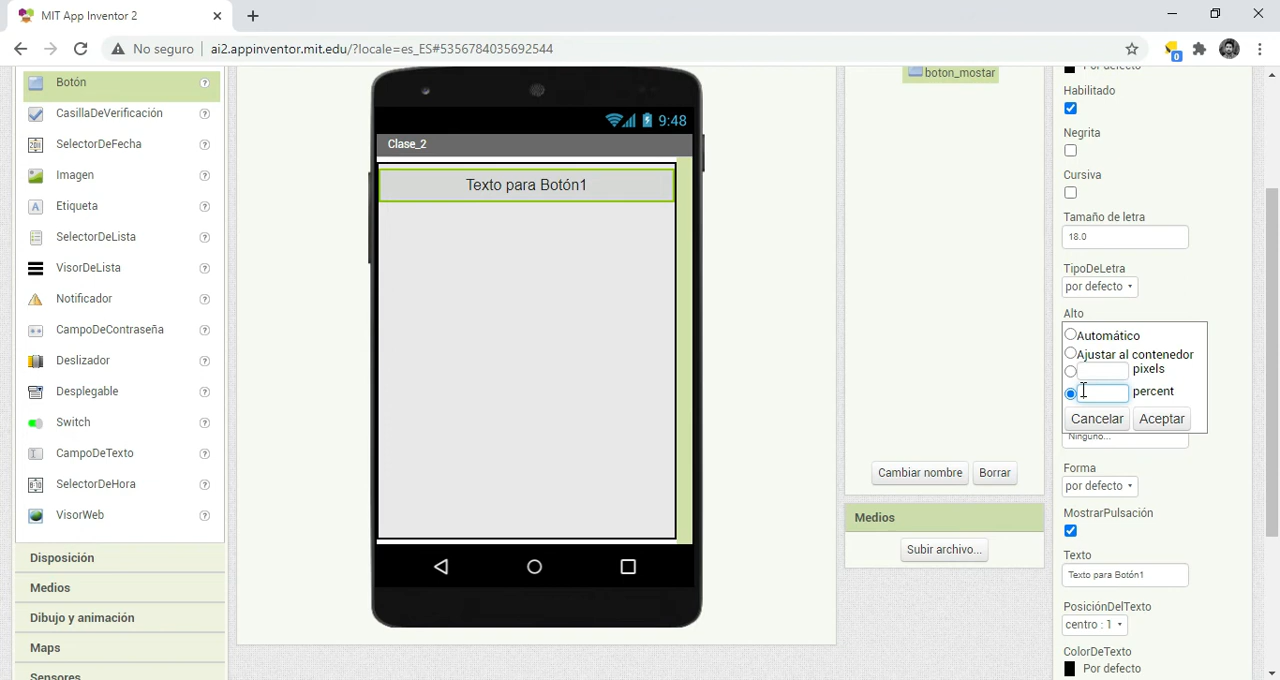 MIT App Inventor 2
No seguro
ai2.appinventor.mit.edu/?locale=es_ES#5356784035692544
0
Botón
CasillaDeVerificación
SelectorDeFecha
Imagen
Etiqueta
SelectorDeLista
VisorDeLista
Notificador
CampoDeContraseña
Deslizador
Desplegable
Switch
CampoDeTexto
SelectorDeHora
VisorWeb
Disposición
Medios
Dibujo y animación
Maps
Sensores
9:48
Clase_2
Texto para Botón1
boton_mostar
Cambiar nombre
Borrar
Medios
Subir archivo...
Por defecto
Habilitado
Negrita
Cursiva
Tamaño de letra
18.0
TipoDeLetra
por defecto
Alto
Automático
Ajustar al contenedor
pixels
percent
Cancelar
Aceptar
Ninguno...
Forma
por defecto
MostrarPulsación
Texto
Texto para Botón1
PosiciónDelTexto
centro : 1
ColorDeTexto
Por defecto